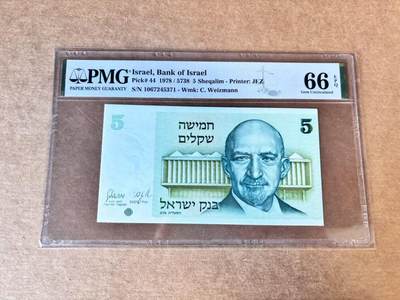 PMG
PAPER MONEY GUARANTY
Israel, Bank of Israel
Pick# 44 1978 / 5738 5 Sheqalim - Printer: JEZ
S/N 1067245371 - Wmk: C. Weizmann
66 EPQ
Gem Uncirculated
5
חמישה
שקלים
5
בנק ישראל